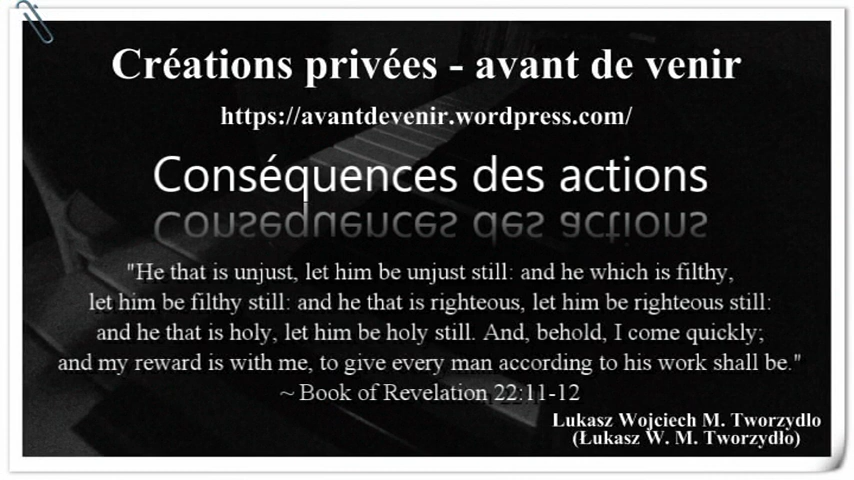 Créations privées - avant de venir
https://avantdevenir.wordpress.com/
Conséquences des actions
"He that is unjust, let him be unjust still: and he which is filthy,
let him be filthy still: and he that is righteous, let him be righteous still:
and he that is holy, let him be holy still. And, behold, I come quickly;
and my reward is with me, to give every man according to his work shall be."
~ Book of Revelation 22:11-12
Lukasz Wojciech M. Tworzydlo
(Łukasz W. M. Tworzydło)